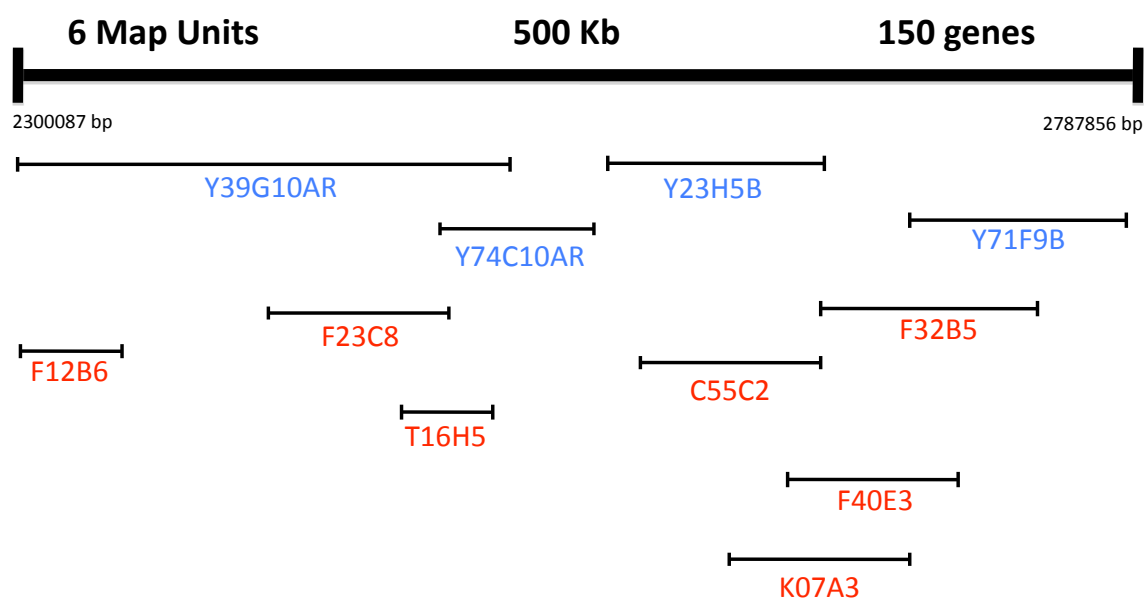 6 Map Units 500 Kb 150 genes
2300087 bp 2787856 bp
Y39G10AR Y23H5B
Y74C10AR Y71F9B
F23C8 F32B5
F12B6 C55C2
T16H5
F40E3
K07A3